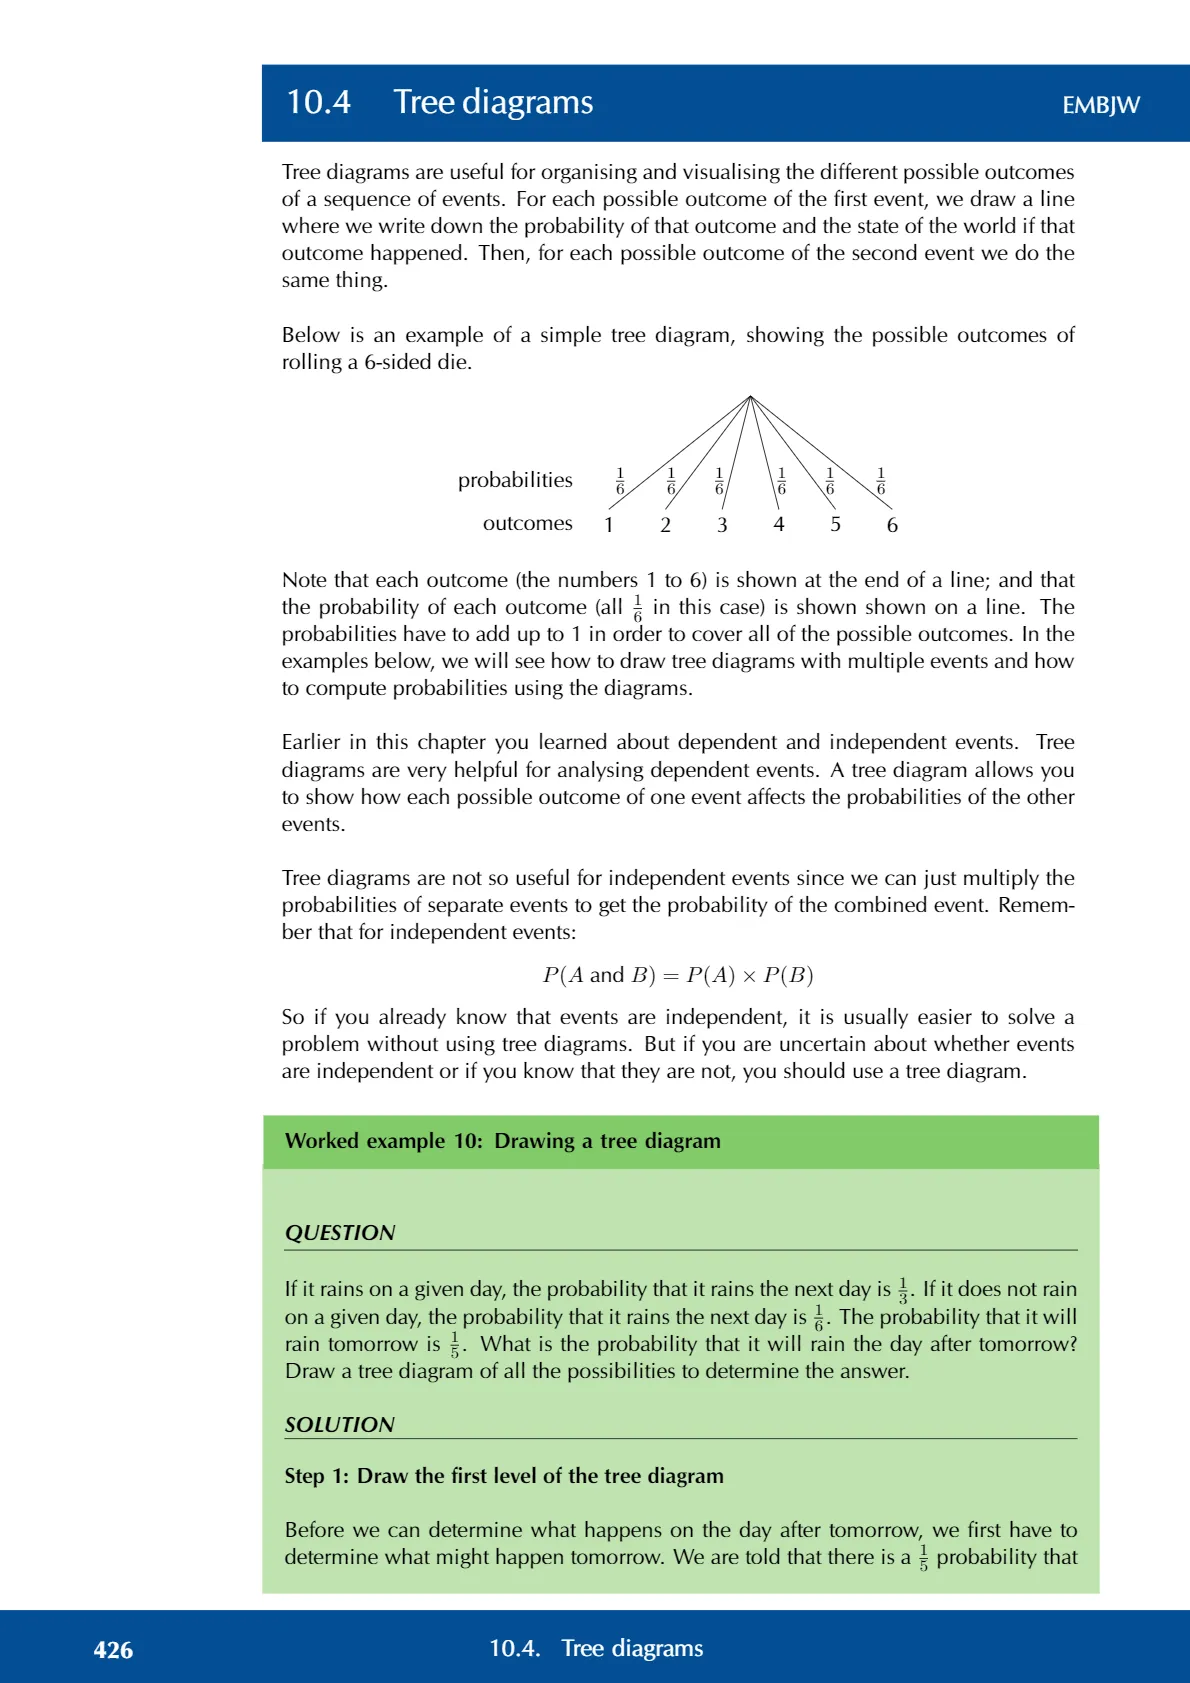 10.4 Tree diagrams EMBJW
Tree diagrams are useful for organising and visualising the different possible outcomes
of a sequence of events. For each possible outcome of the first event, we draw a line
where we write down the probability of that outcome and the state of the world if that
outcome happened. Then, for each possible outcome of the second event we do the
same thing.
Below is an example of a simple tree diagram, showing the possible outcomes of
rolling a 6-sided die.
probabilities 1/6 1/6 1/6 1/6 1/6 1/6
outcomes 1 2 3 4 5 6
Note that each outcome (the numbers 1 to 6) is shown at the end of a line; and that
the probability of each outcome (all 1/6 in this case) is shown shown on a line. The
probabilities have to add up to 1 in order to cover all of the possible outcomes. In the
examples below, we will see how to draw tree diagrams with multiple events and how
to compute probabilities using the diagrams.
Earlier in this chapter you learned about dependent and independent events. Tree
diagrams are very helpful for analysing dependent events. A tree diagram allows you
to show how each possible outcome of one event affects the probabilities of the other
events.
Tree diagrams are not so useful for independent events since we can just multiply the
probabilities of separate events to get the probability of the combined event. Remem-
ber that for independent events:
P(A and B) = P(A) × P(B)
So if you already know that events are independent, it is usually easier to solve a
problem without using tree diagrams. But if you are uncertain about whether events
are independent or if you know that they are not, you should use a tree diagram.
Worked example 10: Drawing a tree diagram
QUESTION
If it rains on a given day, the probability that it rains the next day is 1/3. If it does not rain
on a given day, the probability that it rains the next day is 1/6. The probability that it will
rain tomorrow is 1/5. What is the probability that it will rain the day after tomorrow?
Draw a tree diagram of all the possibilities to determine the answer.
SOLUTION
Step 1: Draw the first level of the tree diagram
Before we can determine what happens on the day after tomorrow, we first have to
determine what might happen tomorrow. We are told that there is a 1/5 probability that
426 10.4. Tree diagrams